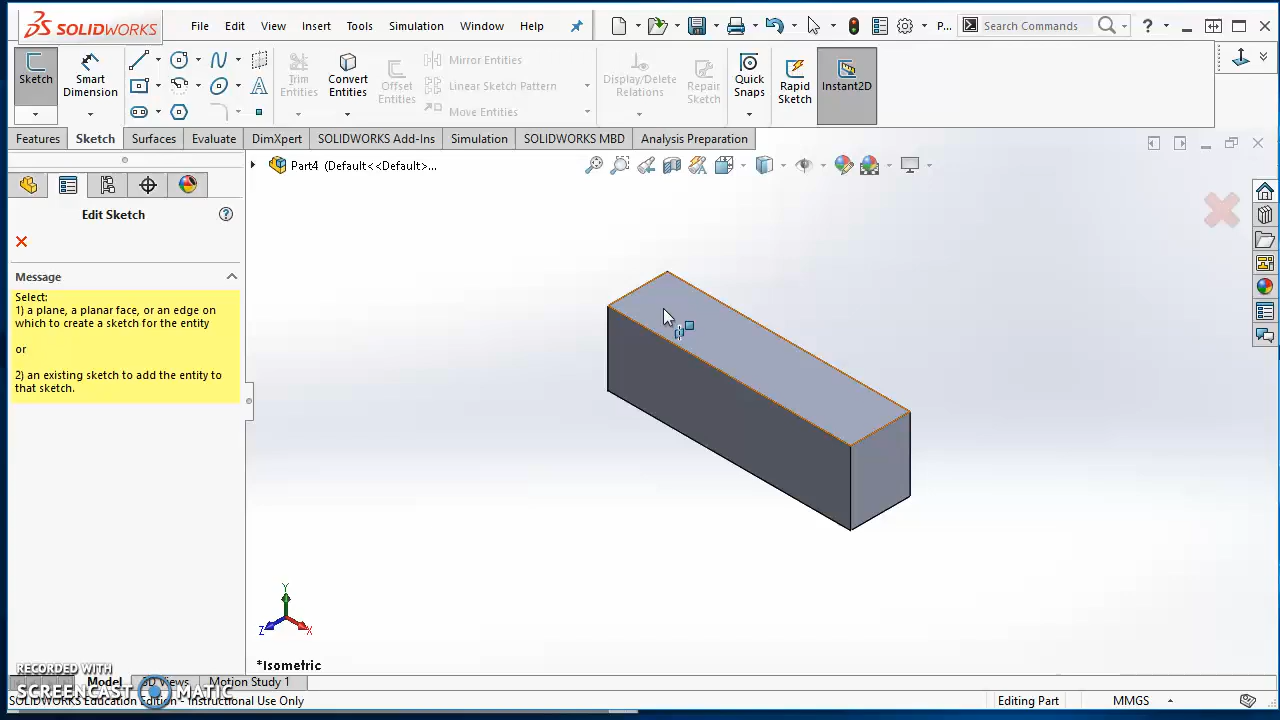 SOLIDWORKS
File Edit View Insert Tools Simulation Window Help
P... Search Commands
Sketch
Smart Dimension
Trim Entities
Convert Entities
Offset Entities
Mirror Entities
Linear Sketch Pattern
Move Entities
Display/Delete Relations
Repair Sketch
Quick Snaps
Rapid Sketch
Instant2D
Features Sketch Surfaces Evaluate DimXpert SOLIDWORKS Add-Ins Simulation SOLIDWORKS MBD Analysis Preparation
Part4 (Default<<Default>...
Edit Sketch
Message
Select:
1) a plane, a planar face, or an edge on
which to create a sketch for the entity
or
2) an existing sketch to add the entity to
that sketch.
Y
Z X
*Isometric
RECORDED WITH
SCREENCAST MATIC
Model 3D Views Motion Study 1
SOLIDWORKS Education Edition - Instructional Use Only
Editing Part MMGS